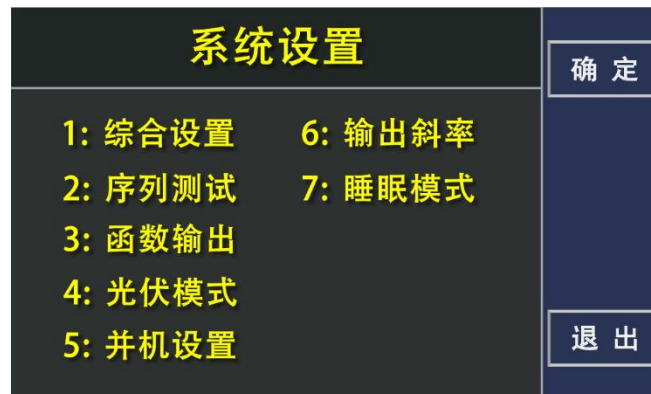 系统设置
1: 综合设置
2: 序列测试
3: 函数输出
4: 光伏模式
5: 并机设置
6: 输出斜率
7: 睡眠模式
确 定
退 出